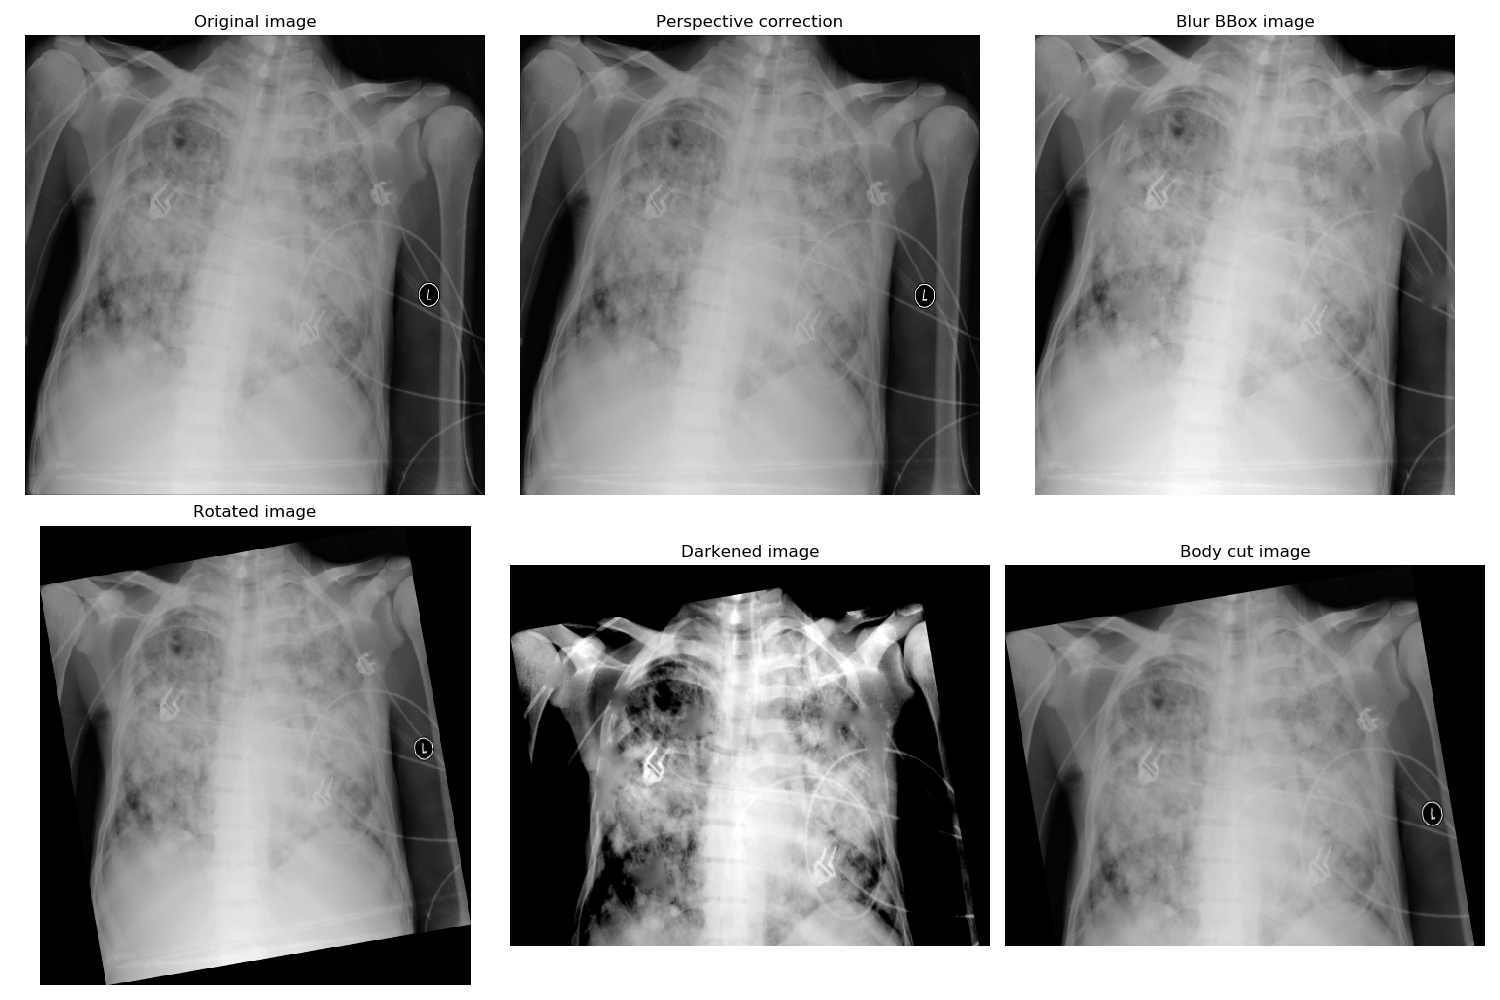 Original image
Perspective correction
Blur BBox image
L
L
Rotated image
Darkened image
Body cut image
L
L